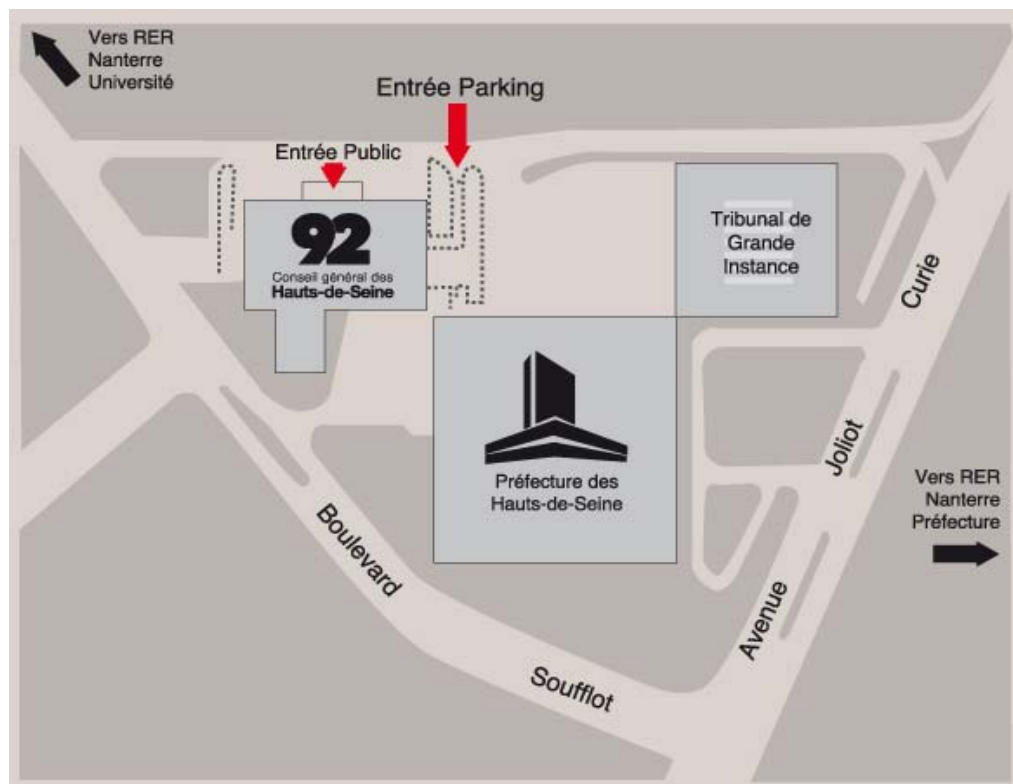 Vers RER
Nanterre
Université
Entrée Parking
Entrée Public
92
Conseil général des
Hauts-de-Seine
Tribunal de
Grande
Instance
Préfecture des
Hauts-de-Seine
Vers RER
Nanterre
Préfecture
Boulevard
Soufflot
Avenue
Joliot
Curie